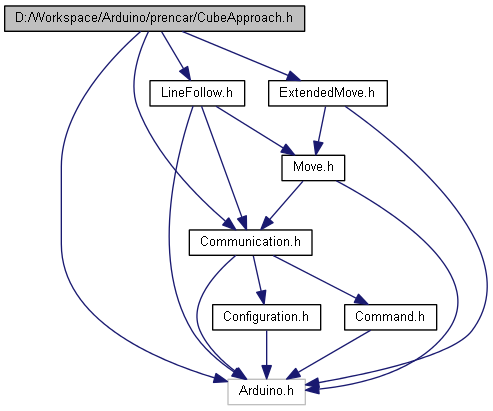 D:/Workspace/Arduino/prencar/CubeApproach.h
LineFollow.h
ExtendedMove.h
Move.h
Communication.h
Configuration.h
Command.h
Arduino.h